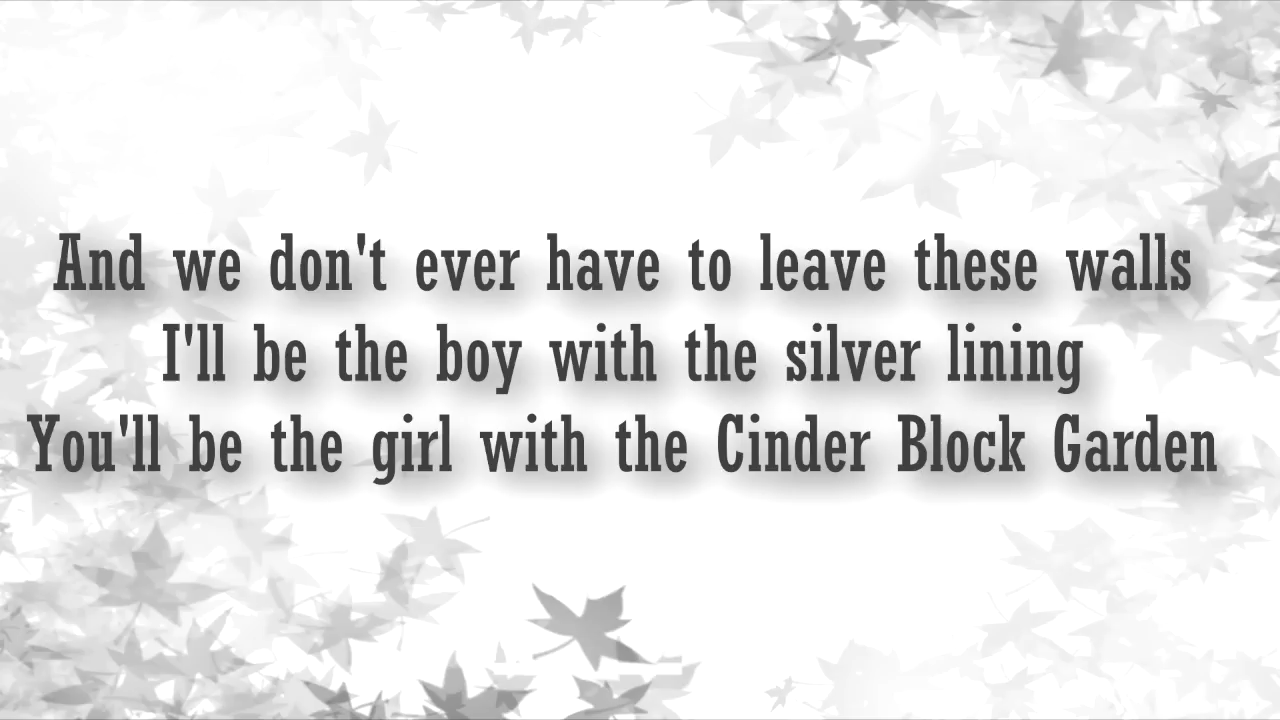 And we don't ever have to leave these walls
I'll be the boy with the silver lining
You'll be the girl with the Cinder Block Garden